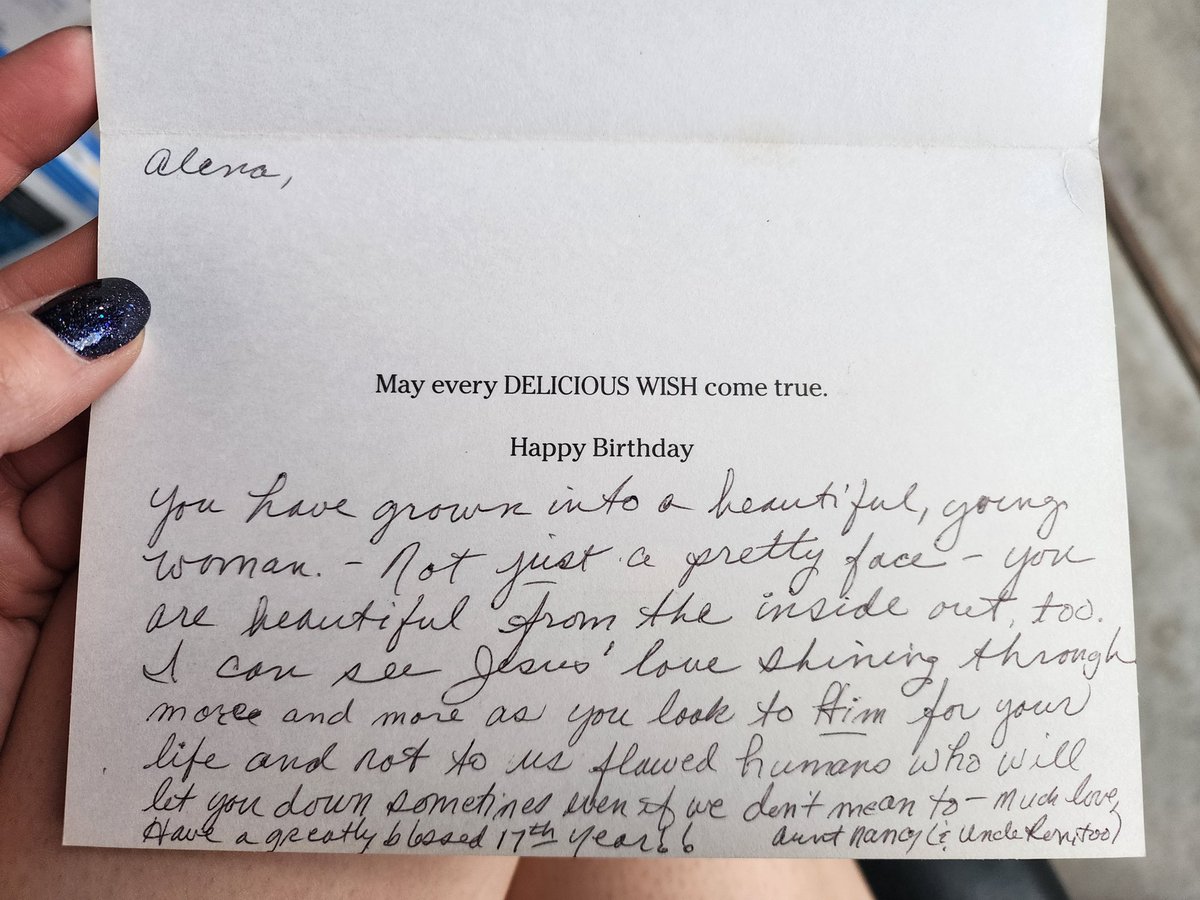 Alena,
May every DELICIOUS WISH come true.
Happy Birthday
You have grown into a beautiful, young
woman. - Not just a pretty face - you
are beautiful from the inside out, too.
I can see Jesus' love shining through
more and more as you look to Him for your
life and not to us flawed humans who will
let you down sometimes even if we don't mean to - Much love,
Have a greatly blessed 17th year!! Aunt Nancy (& Uncle Ron, too)